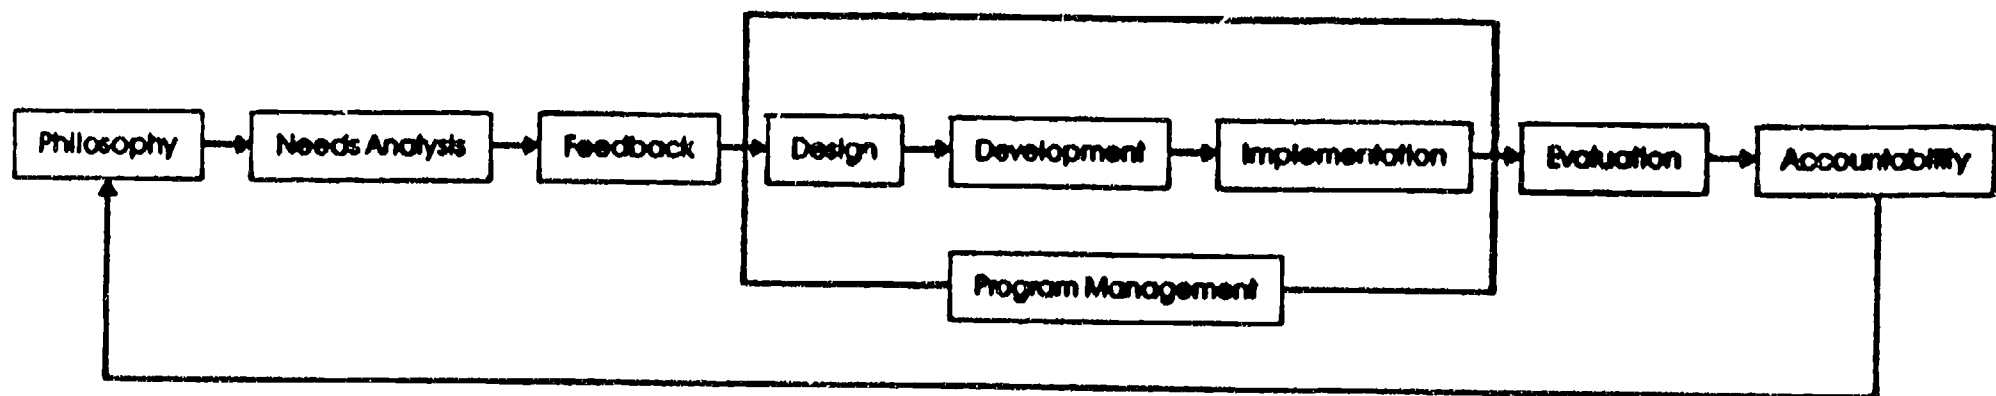 Philosophy
Needs Analysis
Feedback
Design
Development
Implementation
Evaluation
Accountability
Program Management